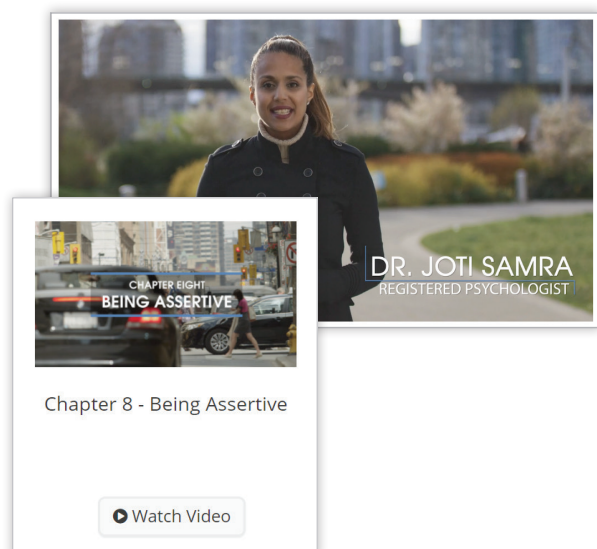 DR. JOTI SAMRA
REGISTERED PSYCHOLOGIST
CHAPTER EIGHT
BEING ASSERTIVE
Chapter 8 - Being Assertive
Watch Video